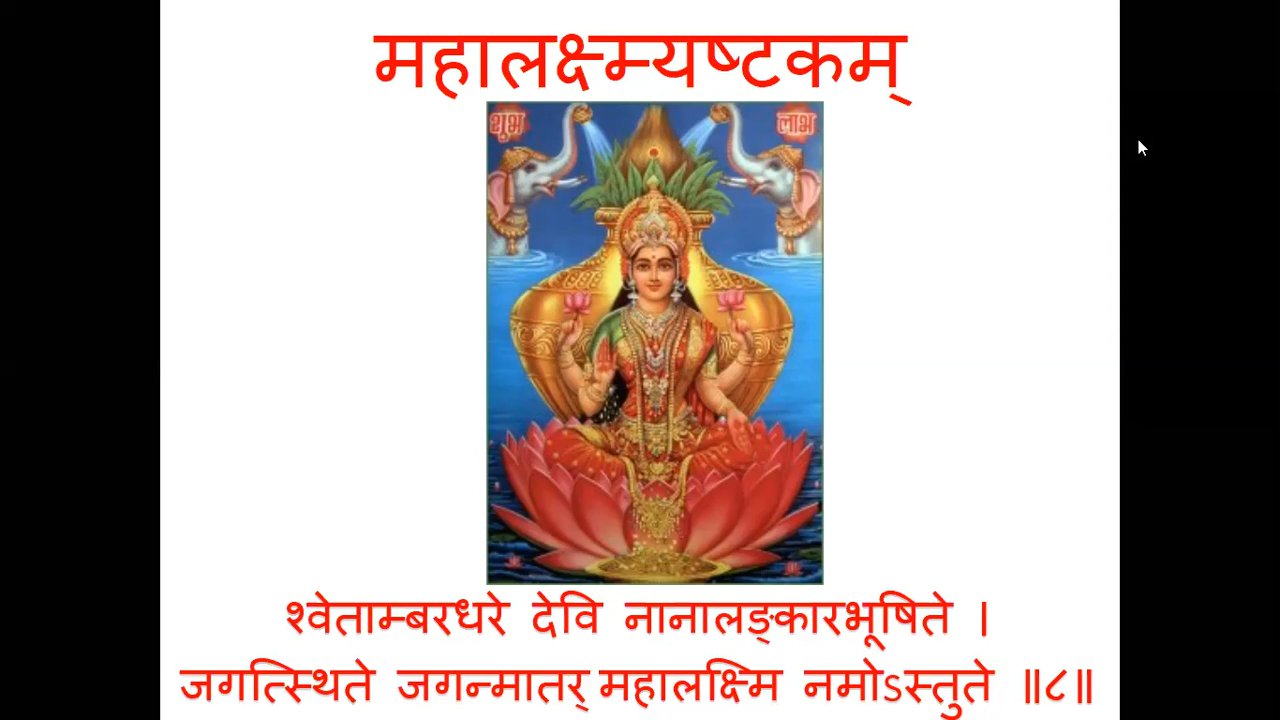 महालक्ष्म्यष्टकम्
शुभ
लाभ
श्वेताम्बरधरे देवि नानालङ्कारभूषिते ।
जगत्स्थिते जगन्मातर् महालक्ष्मि नमोऽस्तुते ॥८॥